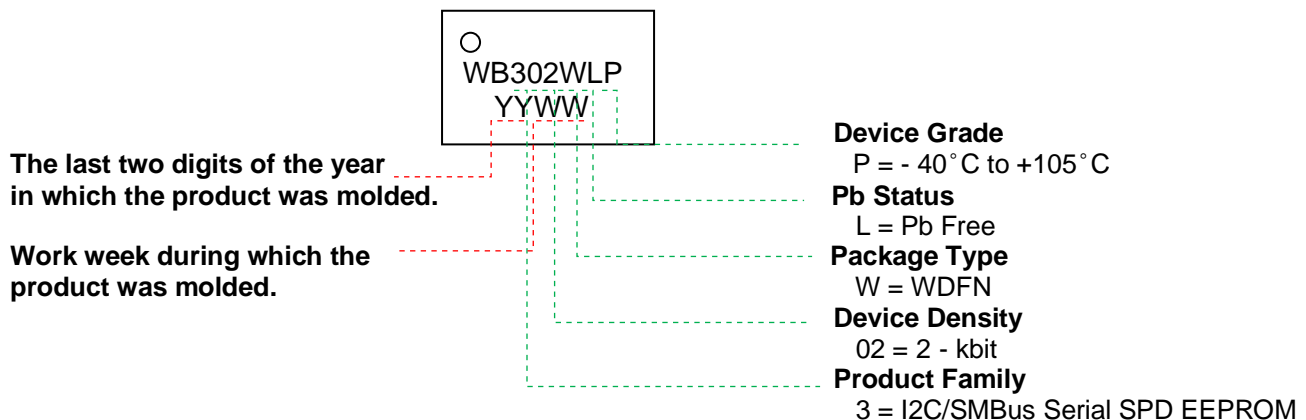 WB302WLP
YYWW
The last two digits of the year
in which the product was molded.
Work week during which the
product was molded.
Device Grade
P = - 40˚C to +105˚C
Pb Status
L = Pb Free
Package Type
W = WDFN
Device Density
02 = 2 - kbit
Product Family
3 = I2C/SMBus Serial SPD EEPROM